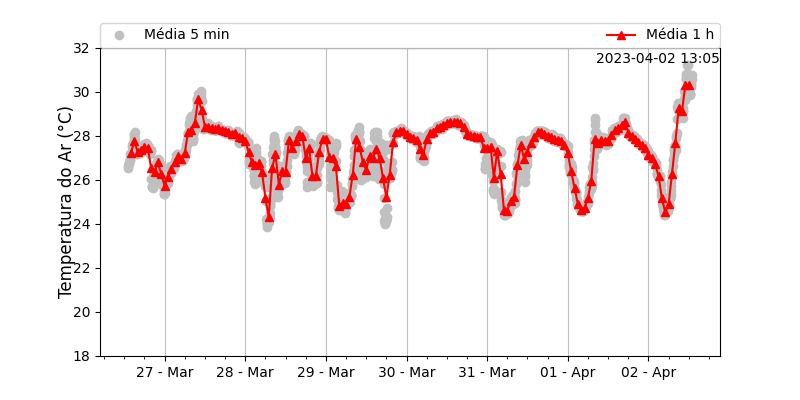 Média 5 min
Média 1 h
2023-04-02 13:05
Temperatura do Ar (°C)
32
30
28
26
24
22
20
18
27 - Mar
28 - Mar
29 - Mar
30 - Mar
31 - Mar
01 - Apr
02 - Apr